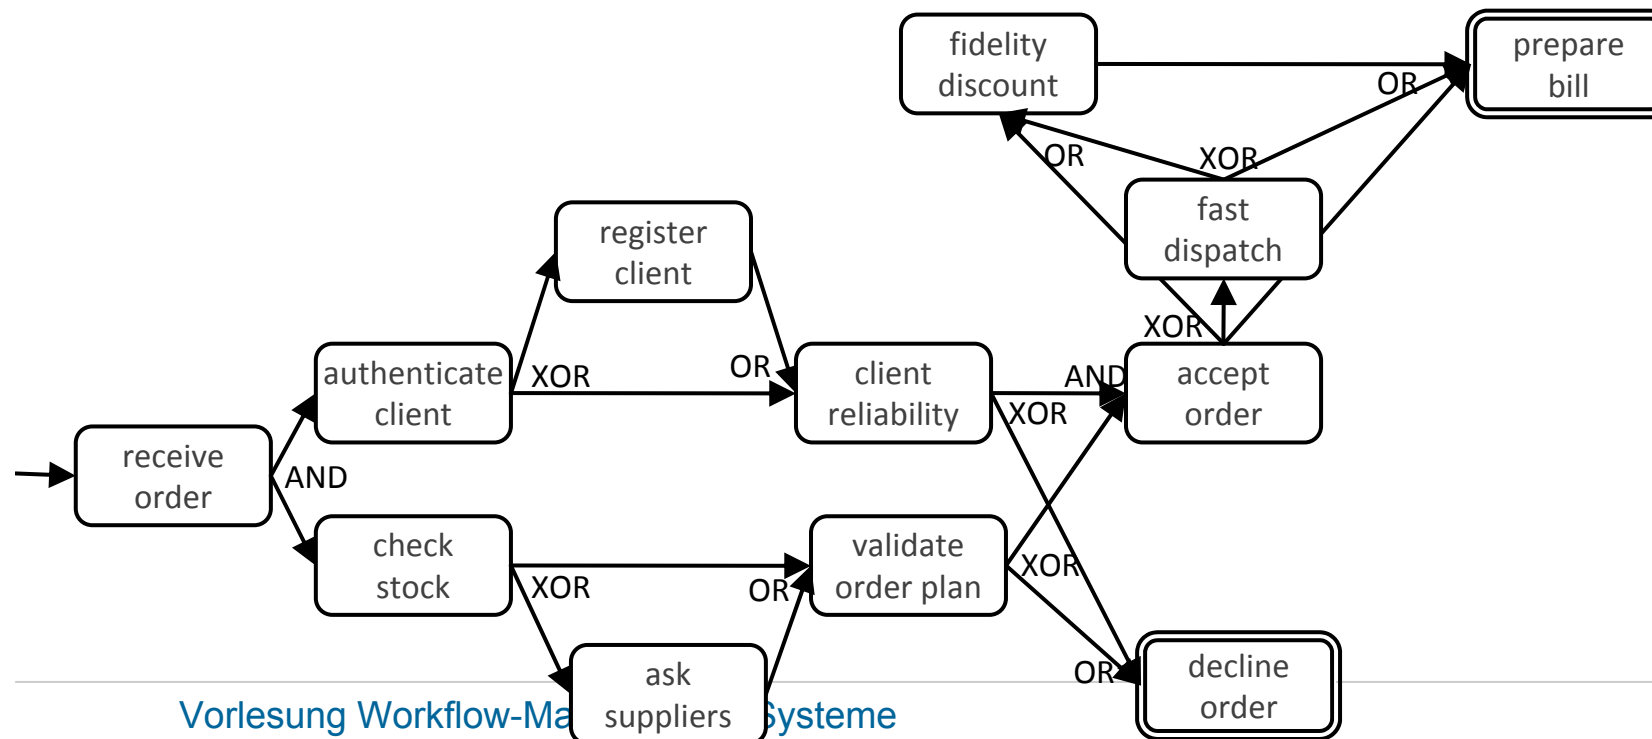 fidelity
discount
prepare
bill
OR
OR
XOR
fast
dispatch
register
client
XOR
authenticate
client
XOR
OR
client
reliability
AND
XOR
accept
order
receive
order
AND
check
stock
XOR
OR
validate
order plan
XOR
ask
suppliers
OR
decline
order
Vorlesung Workflow-Ma
Systeme